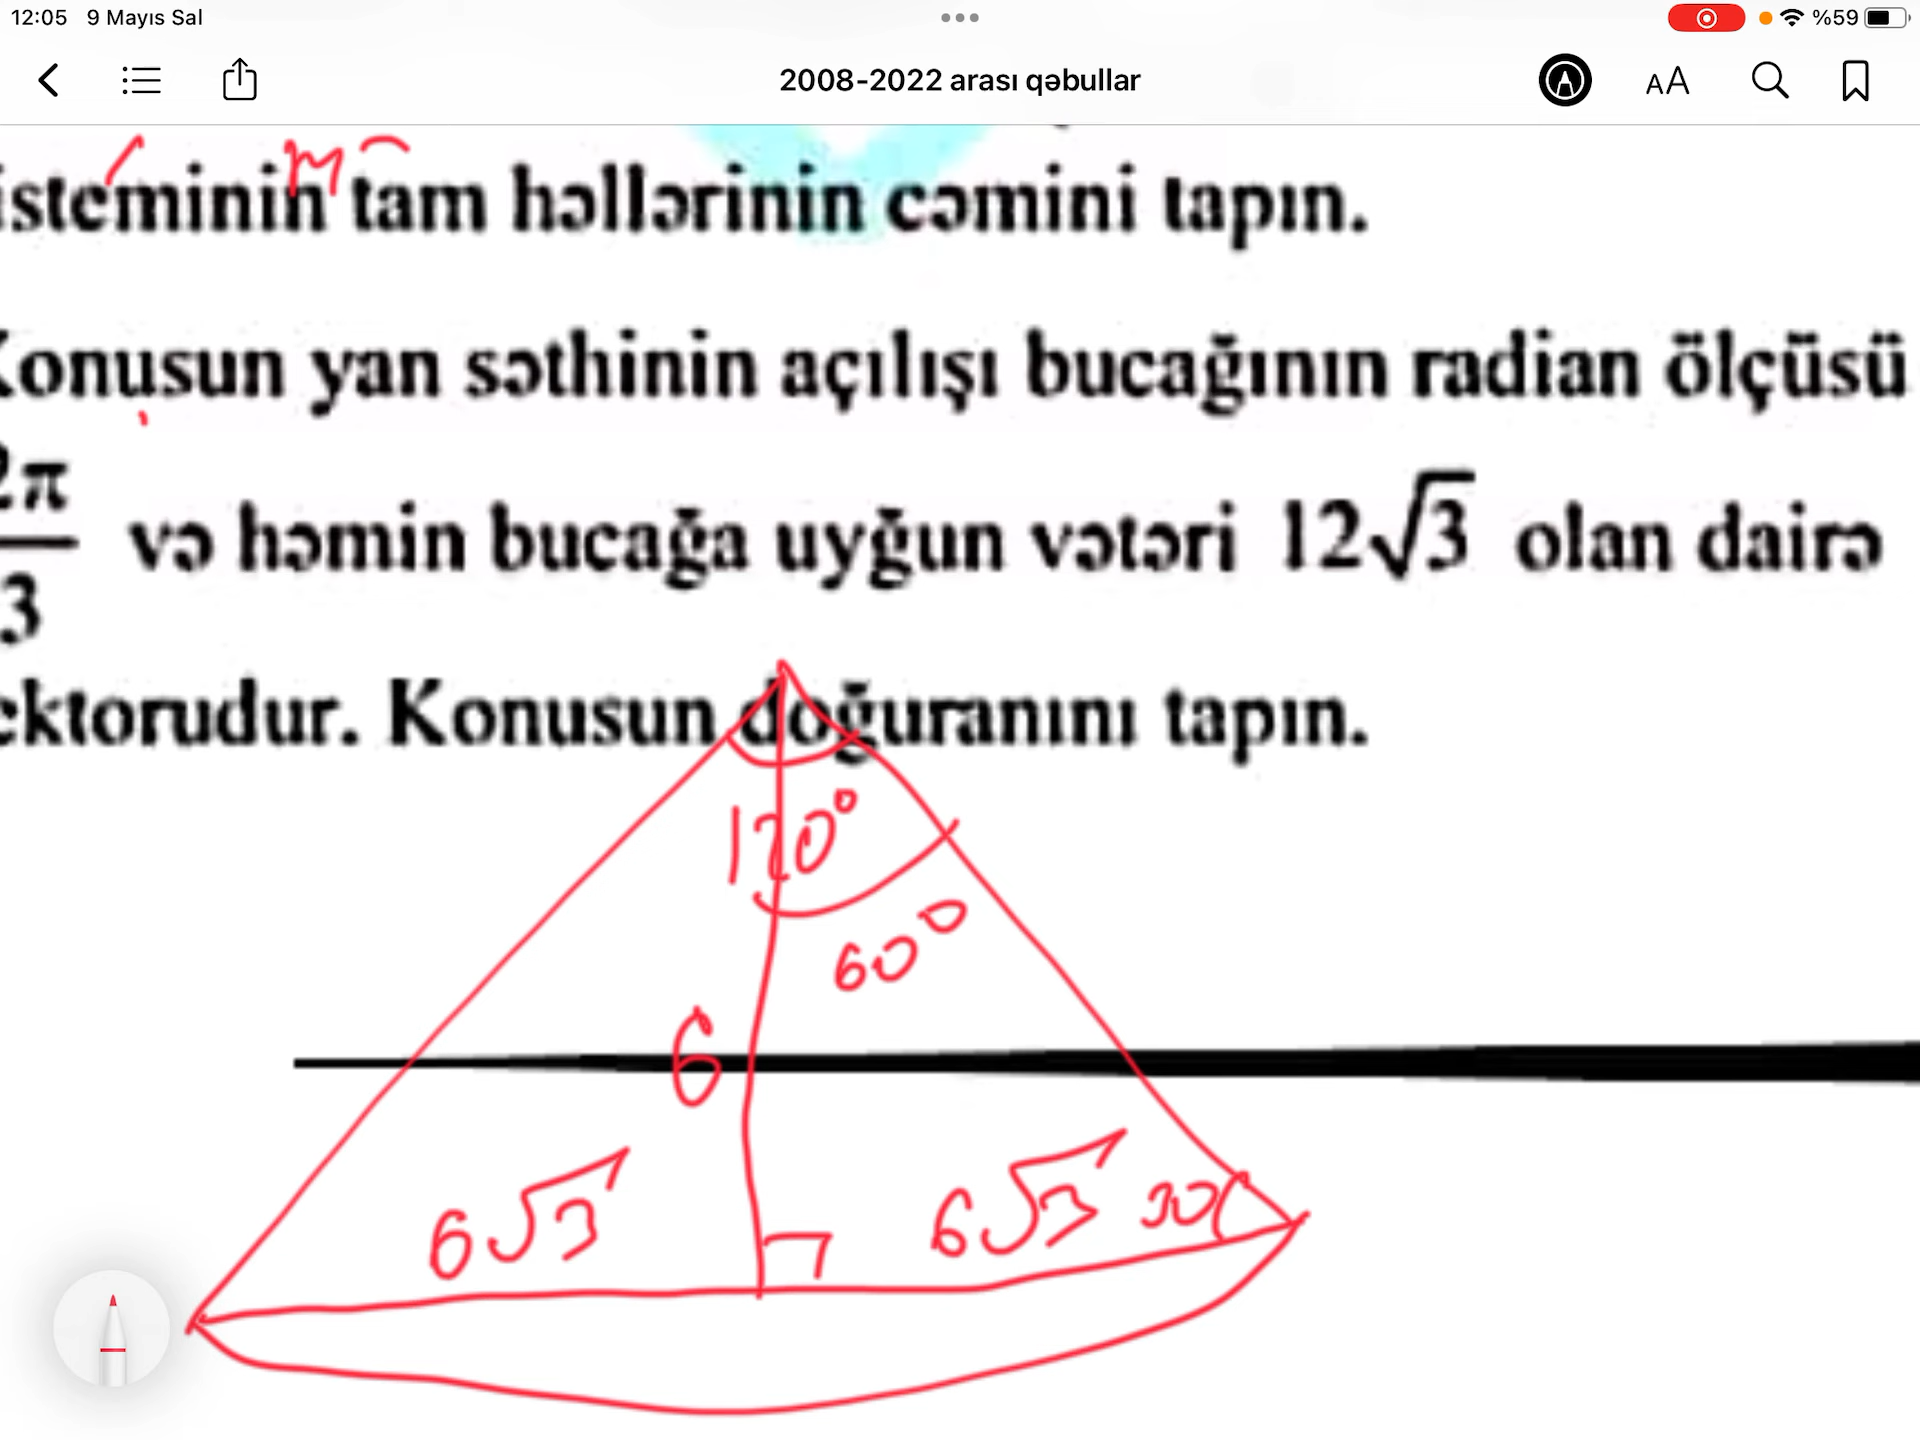 12:05 9 Mayıs Sal %59
2008-2022 arası qəbullar AA
isteminin tam həllərinin cəmini tapın.
Konusun yan səthinin açılışı bucağının radian ölçüsü
2π/3 və həmin bucağa uyğun vətəri 12√3 olan dairə
ektorudur. Konusun doğuranını tapın.
120°
60°
6
6√3 6√3 30